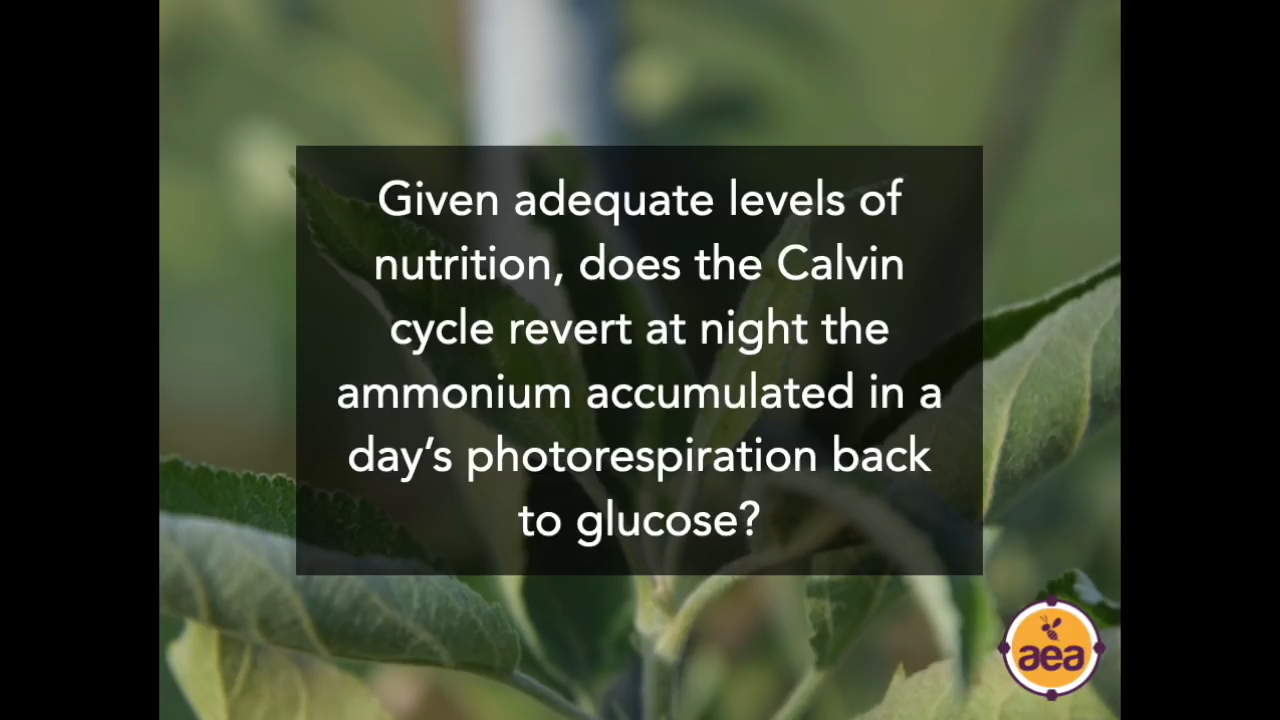 Given adequate levels of
nutrition, does the Calvin
cycle revert at night the
ammonium accumulated in a
day’s photorespiration back
to glucose?
aea